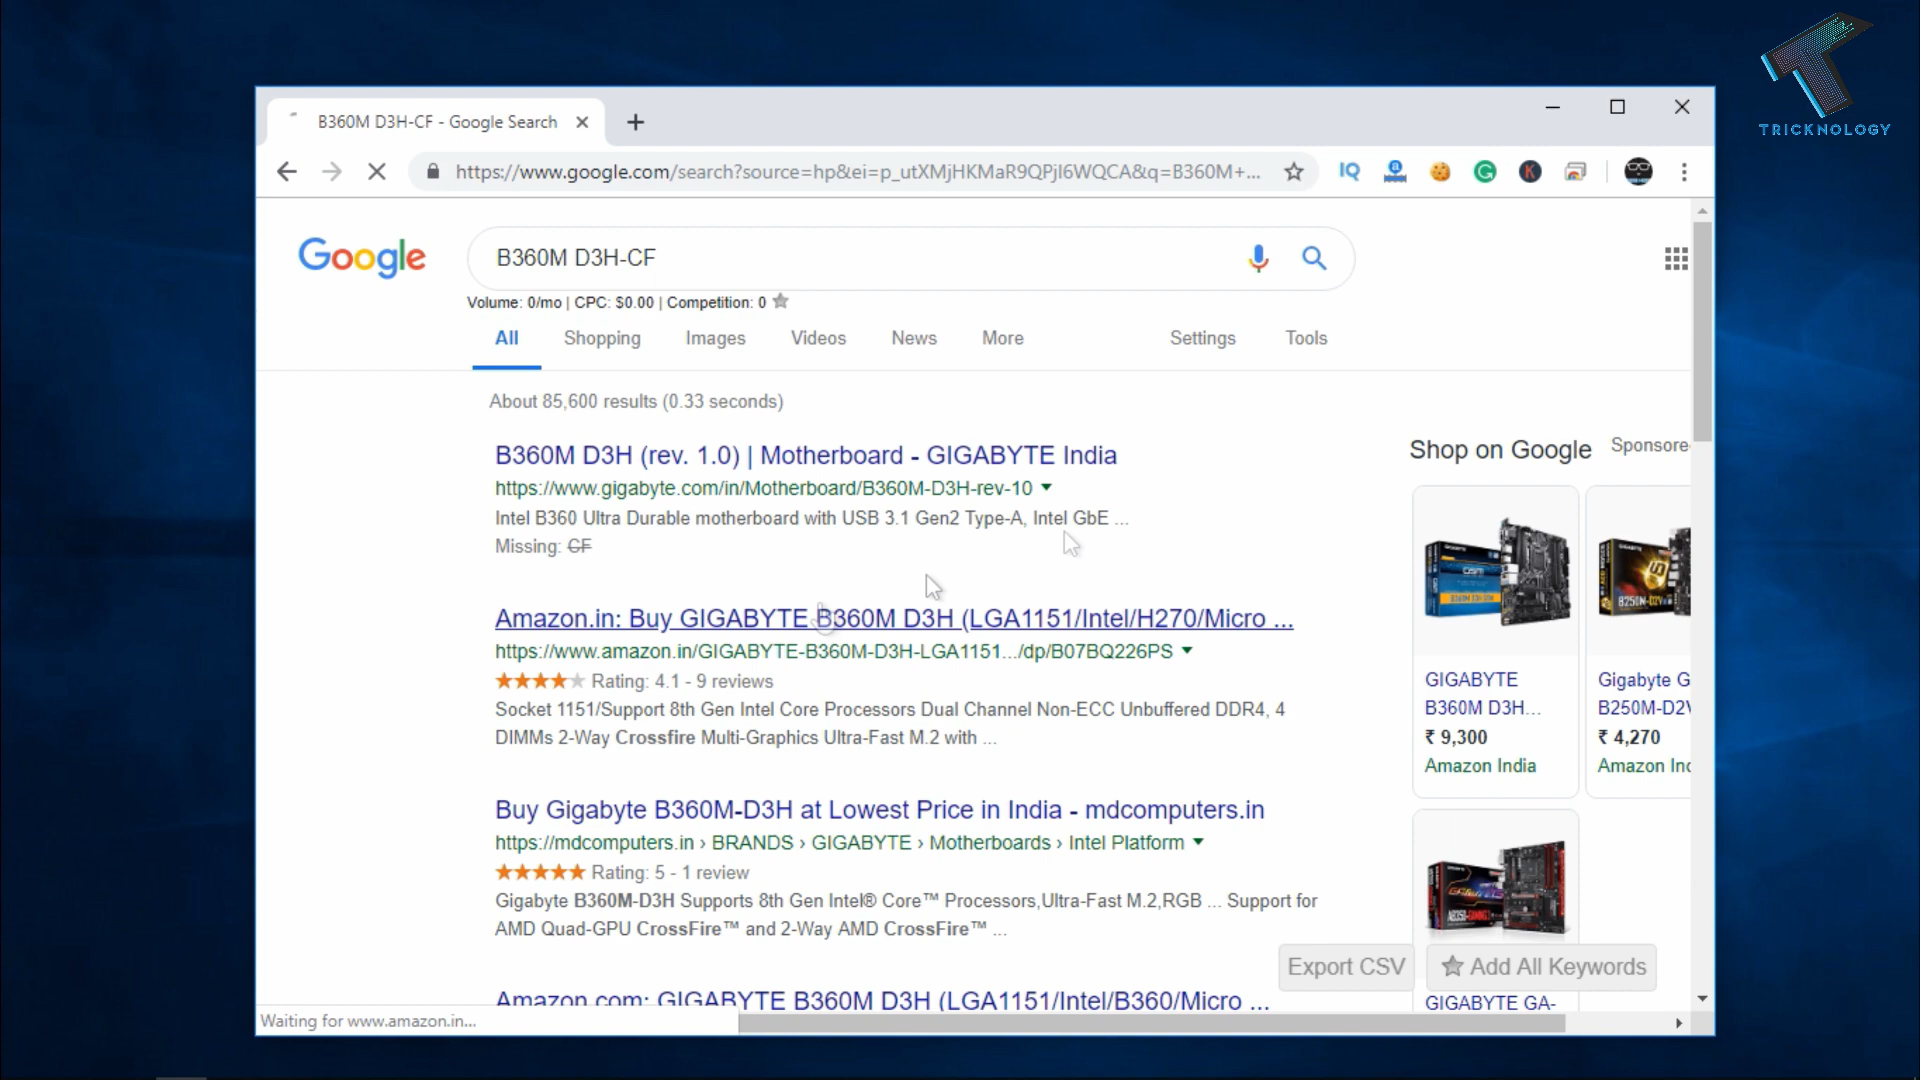 TRICKNOLOGY
B360M D3H-CF - Google Search
https://www.google.com/search?source=hp&ei=p_utXMjHKMaR9QPjI6WQCA&q=B360M+...
IQ
Google
B360M D3H-CF
Volume: 0/mo | CPC: $0.00 | Competition: 0
All Shopping Images Videos News More Settings Tools
About 85,600 results (0.33 seconds)
B360M D3H (rev. 1.0) | Motherboard - GIGABYTE India
https://www.gigabyte.com/in/Motherboard/B360M-D3H-rev-10
Intel B360 Ultra Durable motherboard with USB 3.1 Gen2 Type-A, Intel GbE ...
Missing: CF
Amazon.in: Buy GIGABYTE B360M D3H (LGA1151/Intel/H270/Micro ...
https://www.amazon.in/GIGABYTE-B360M-D3H-LGA1151.../dp/B07BQ226PS
Rating: 4.1 - 9 reviews
Socket 1151/Support 8th Gen Intel Core Processors Dual Channel Non-ECC Unbuffered DDR4, 4
DIMMs 2-Way Crossfire Multi-Graphics Ultra-Fast M.2 with ...
Buy Gigabyte B360M-D3H at Lowest Price in India - mdcomputers.in
https://mdcomputers.in › BRANDS › GIGABYTE › Motherboards › Intel Platform
Rating: 5 - 1 review
Gigabyte B360M-D3H Supports 8th Gen Intel® Core™ Processors,Ultra-Fast M.2,RGB ... Support for
AMD Quad-GPU CrossFire™ and 2-Way AMD CrossFire™ ...
Amazon.com: GIGABYTE B360M D3H (LGA1151/Intel/B360/Micro ...
Shop on Google Sponsore
GIGABYTE
B360M D3H...
₹ 9,300
Amazon India
B250M-D2V
Gigabyte G
B250M-D2V
₹ 4,270
Amazon Inc
Export CSV
Add All Keywords
GIGABYTE GA-
Waiting for www.amazon.in...